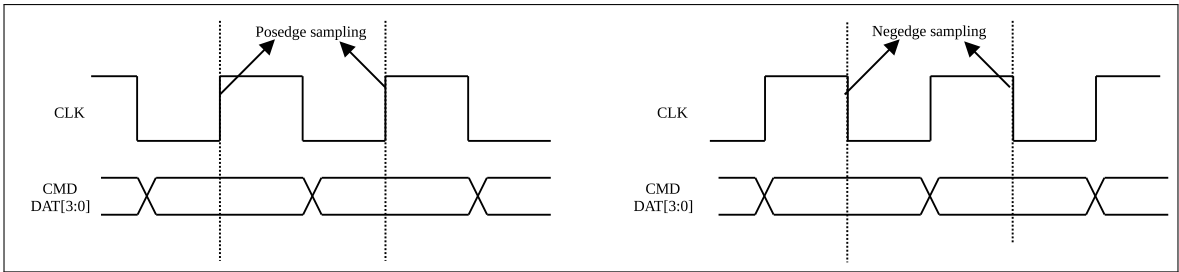 Posedge sampling
CLK
CMD
DAT[3:0]
Negedge sampling
CLK
CMD
DAT[3:0]